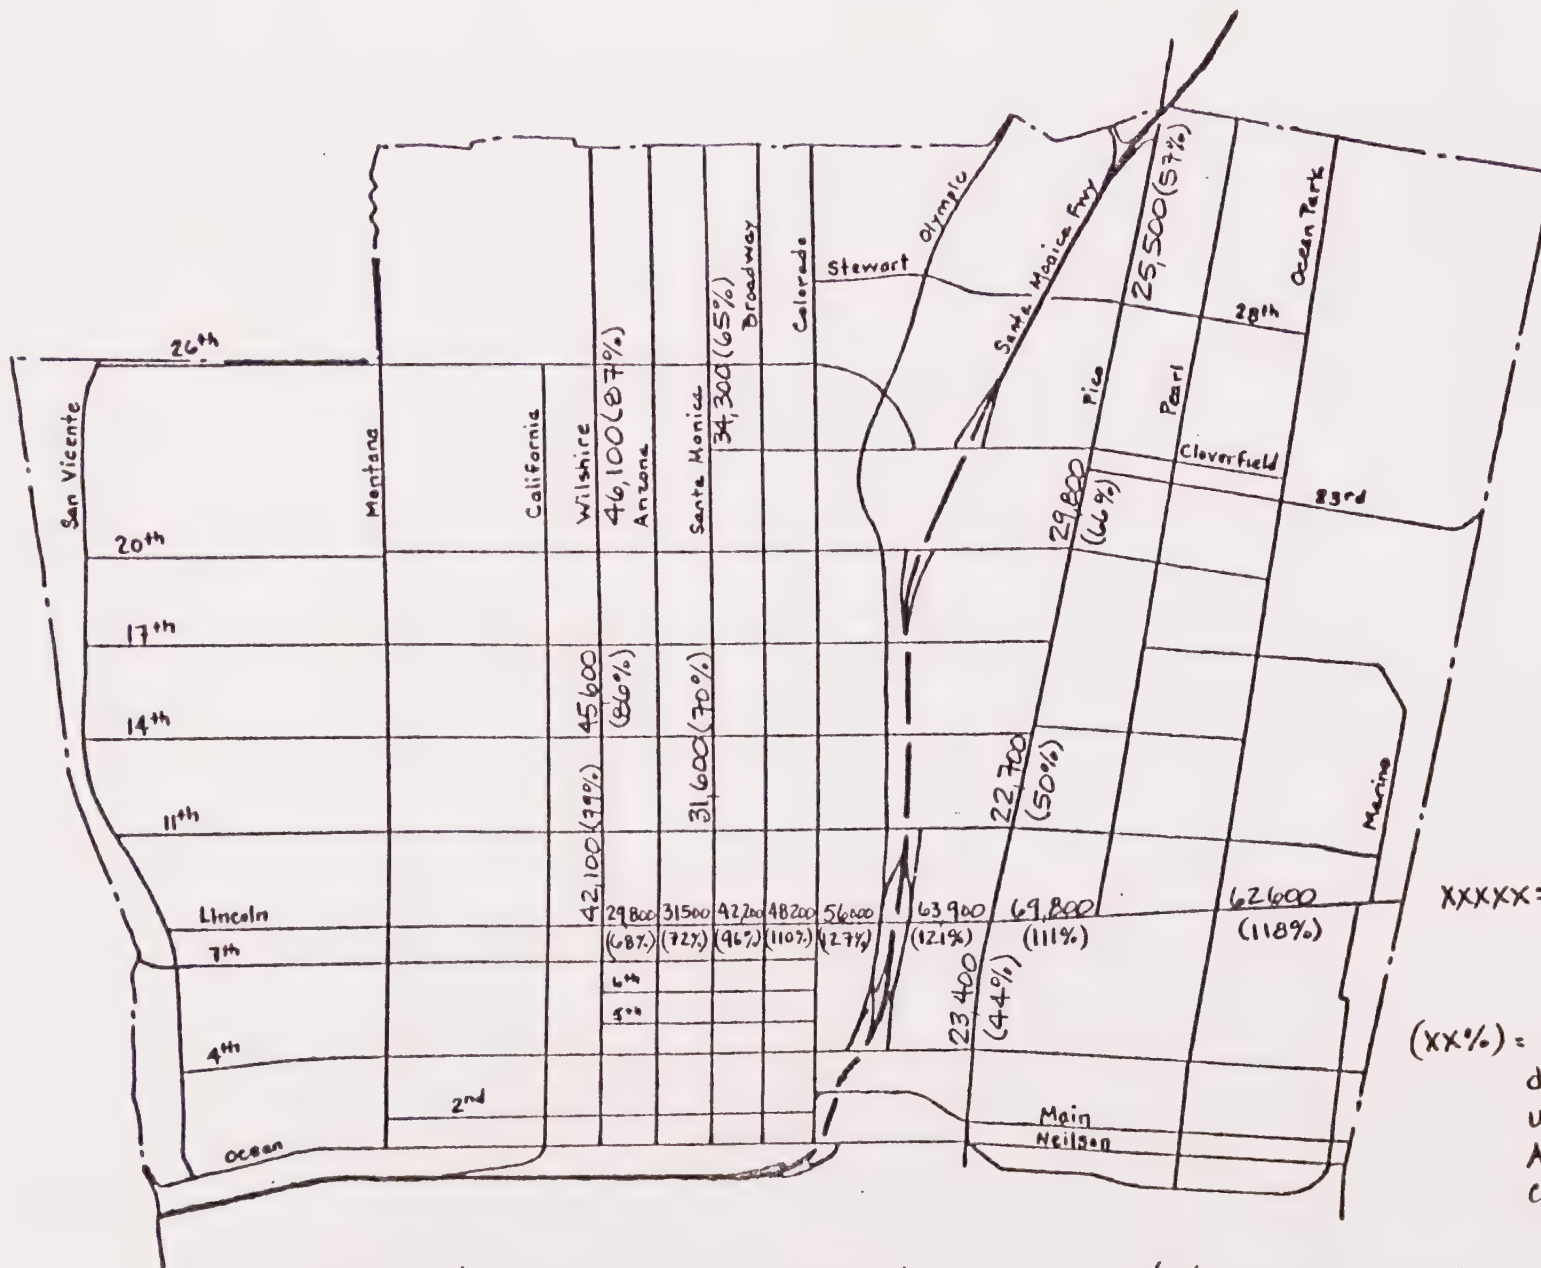 Olympic
Santa Monica Fwy
25,500 (57%)
Ocean Park
Stewart
28th
34,300 (65%)
Broadway
Colorado
26th
46,100 (87%)
Pico
Pearl
San Vicente
Montana
California
Wilshire
Arizona
Santa Monica
Cloverfield
23rd
29,800
(66%)
20th
17th
45600
(86%)
31,600 (70%)
14th
22,700
(50%)
Marine
11th
42,100 (79%)
Lincoln
29800 31500 42200 48200 56000 63900 69,800 62600
(68%) (72%) (96%) (110%) (127%) (121%) (111%) (118%)
XXXXX=
7th
6th
5th
23400
(44%)
4th
(XX%) =
2nd
Main
Neilson
Ocean